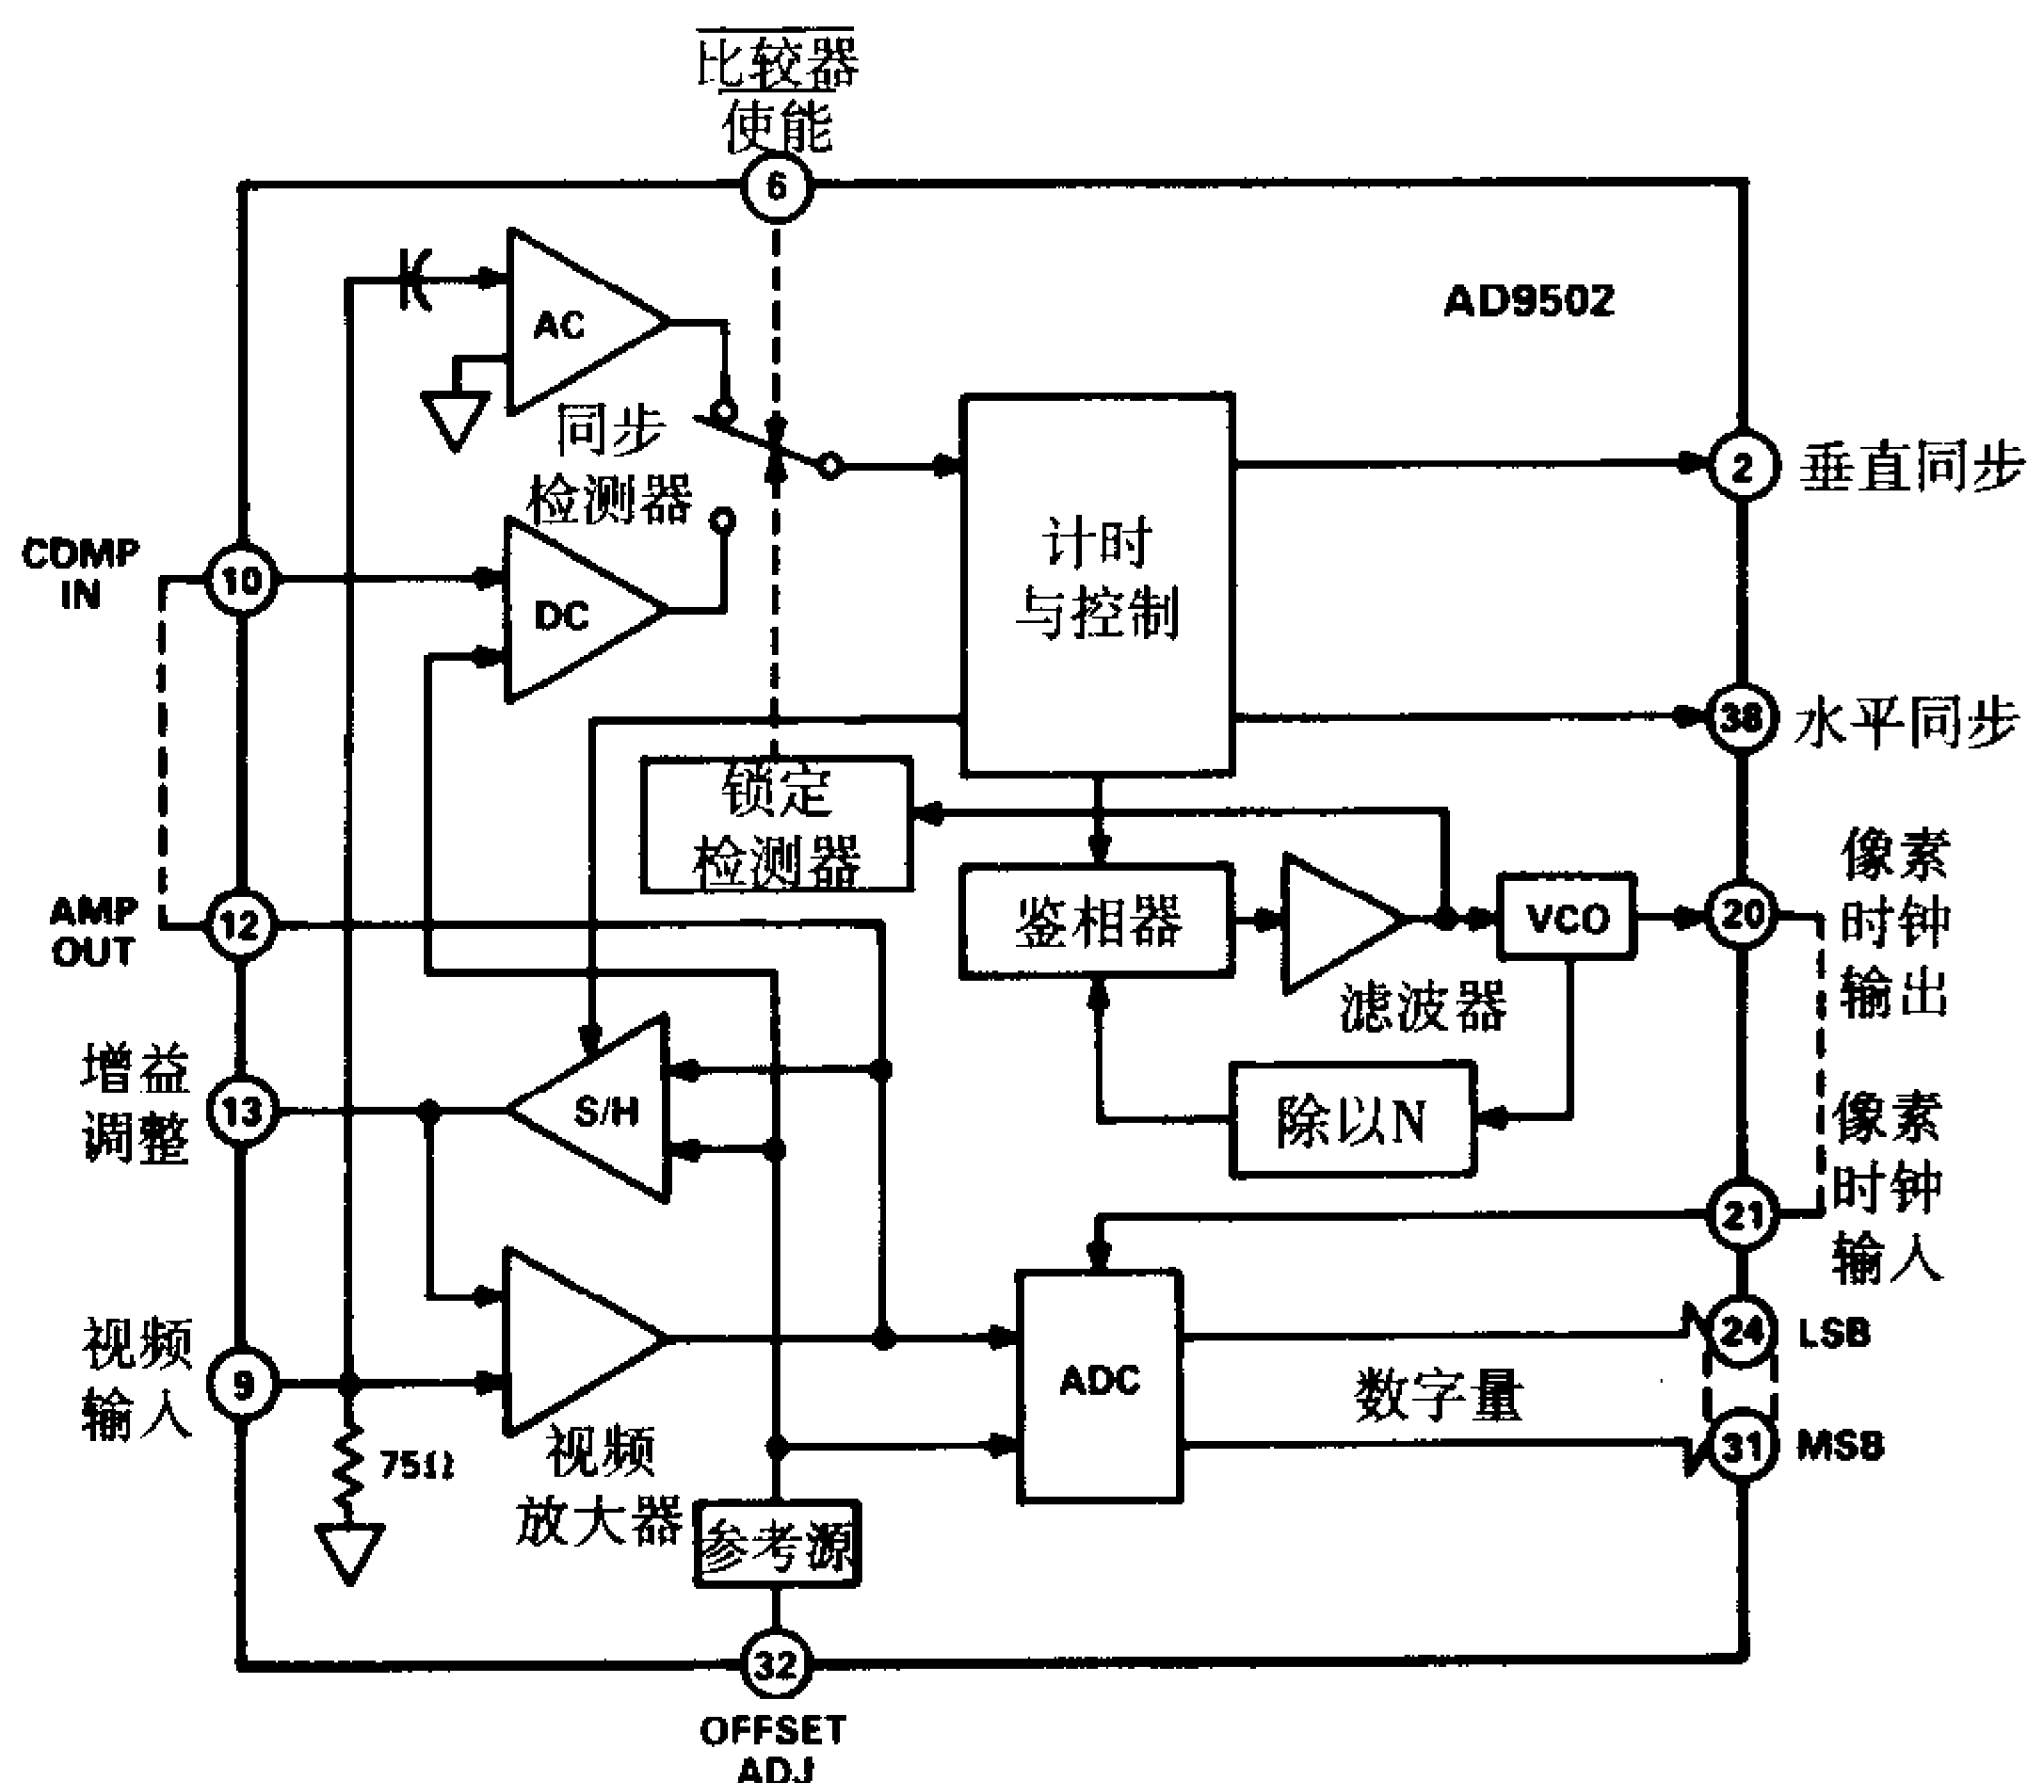 比较器
使能
6
AD9502
AC
同步
检测器
2
垂直同步
CDMP
IN
10
DC
计时
与控制
38
水平同步
锁定
检测器
AMP
OUT
12
鉴相器
滤波器
VCO
20
像素
时钟
输出
增益
调整
13
S/H
除以N
21
像素
时钟
输入
视频
输入
9
75Ω
视频
放大器
ADC
数字量
24
LSB
31
MSB
参考源
32
OFFSET
ADJ